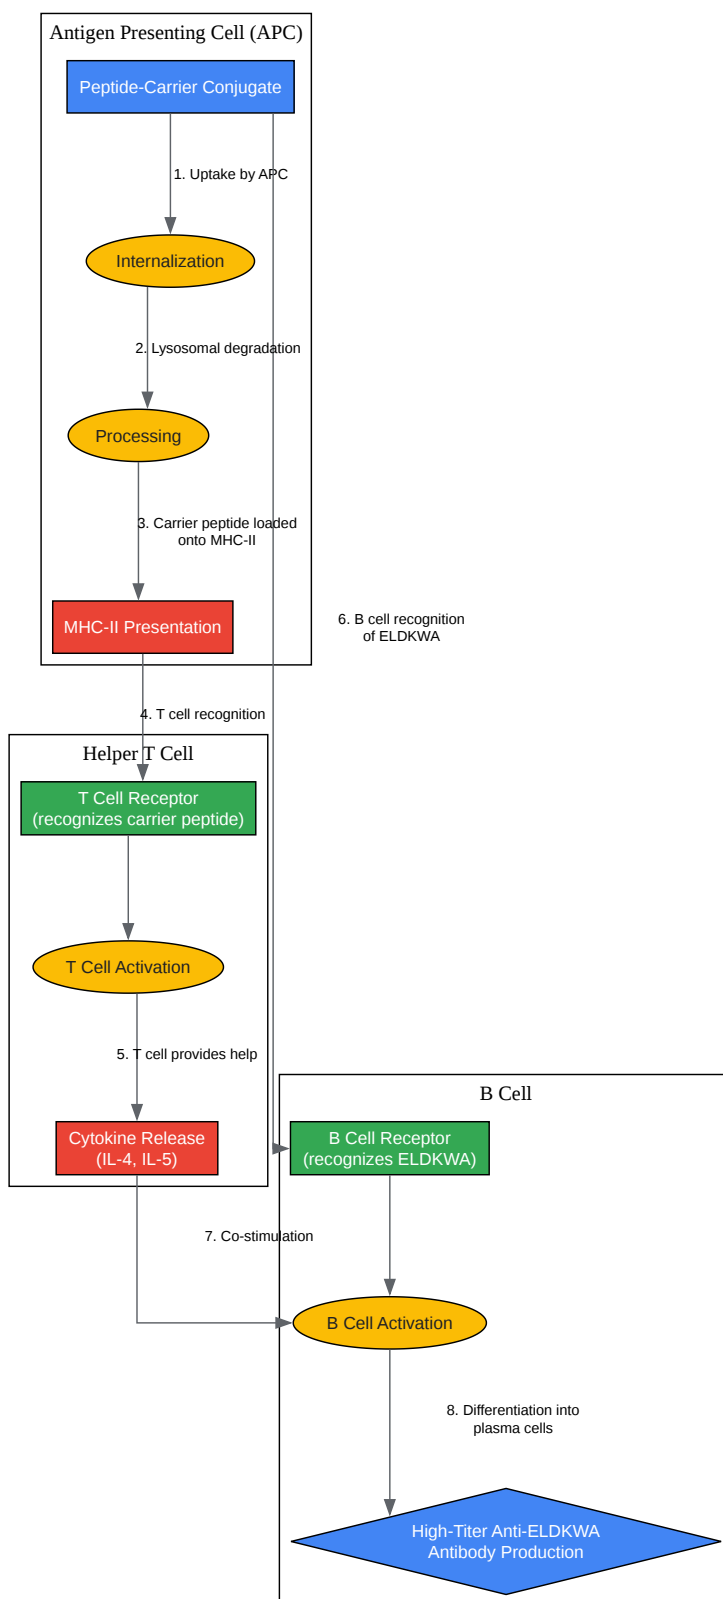 Antigen Presenting Cell (APC)
Peptide-Carrier Conjugate
1. Uptake by APC
Internalization
2. Lysosomal degradation
Processing
3. Carrier peptide loaded
onto MHC-II
MHC-II Presentation
6. B cell recognition
of ELDKWA
4. T cell recognition
Helper T Cell
T Cell Receptor
(recognizes carrier peptide)
T Cell Activation
5. T cell provides help
Cytokine Release
(IL-4, IL-5)
B Cell
B Cell Receptor
(recognizes ELDKWA)
7. Co-stimulation
B Cell Activation
8. Differentiation into
plasma cells
High-Titer Anti-ELDKWA
Antibody Production